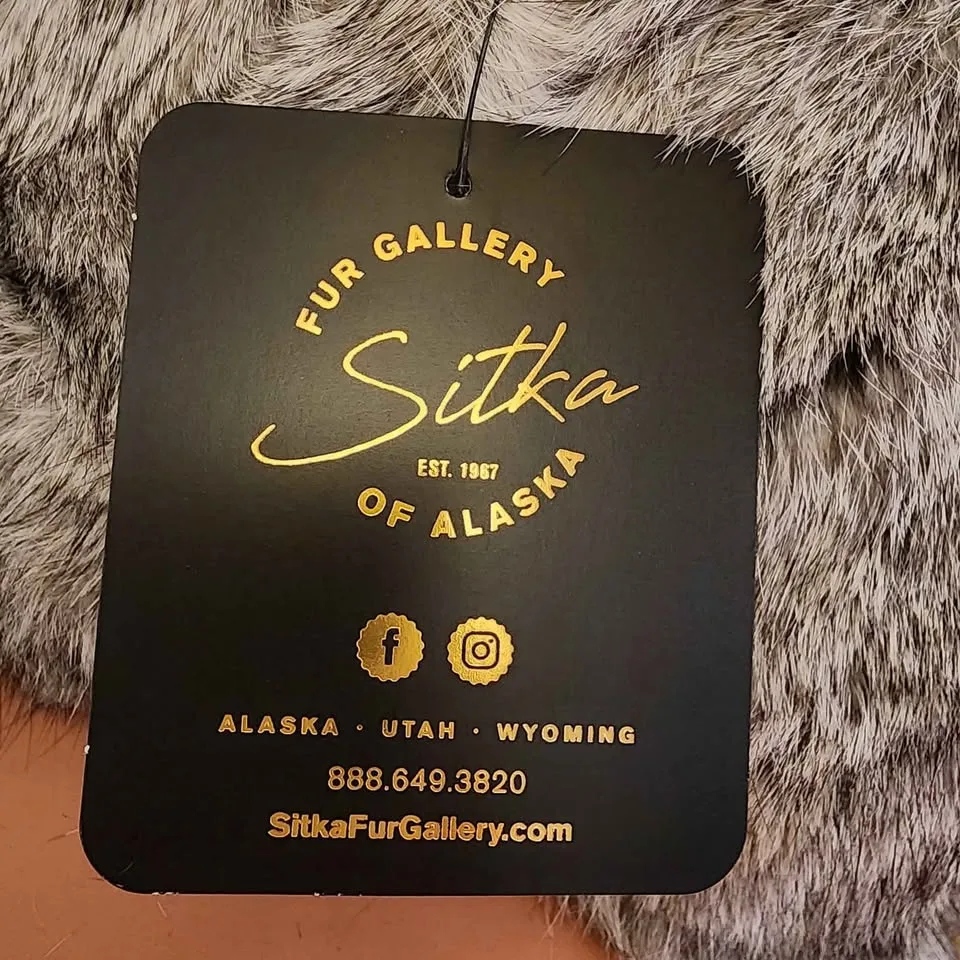 FUR GALLERY
Sitka
EST. 1967
OF ALASKA
ALASKA · UTAH · WYOMING
888.649.3820
SitkaFurGallery.com